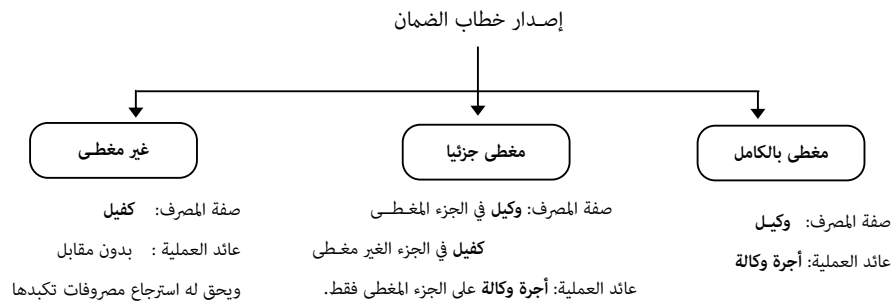 إصدار خطاب الضمان
مغطى بالكامل
صفة المصرف: وكيل
عائد العملية: أجرة وكالة
مغطى جزئيا
صفة المصرف: وكيل في الجزء المغطى
كفيل في الجزء الغير مغطى
عائد العملية: أجرة وكالة على الجزء المغطى فقط.
غير مغطى
صفة المصرف: كفيل
عائد العملية : بدون مقابل
ويحق له استرجاع مصروفات تكبدها